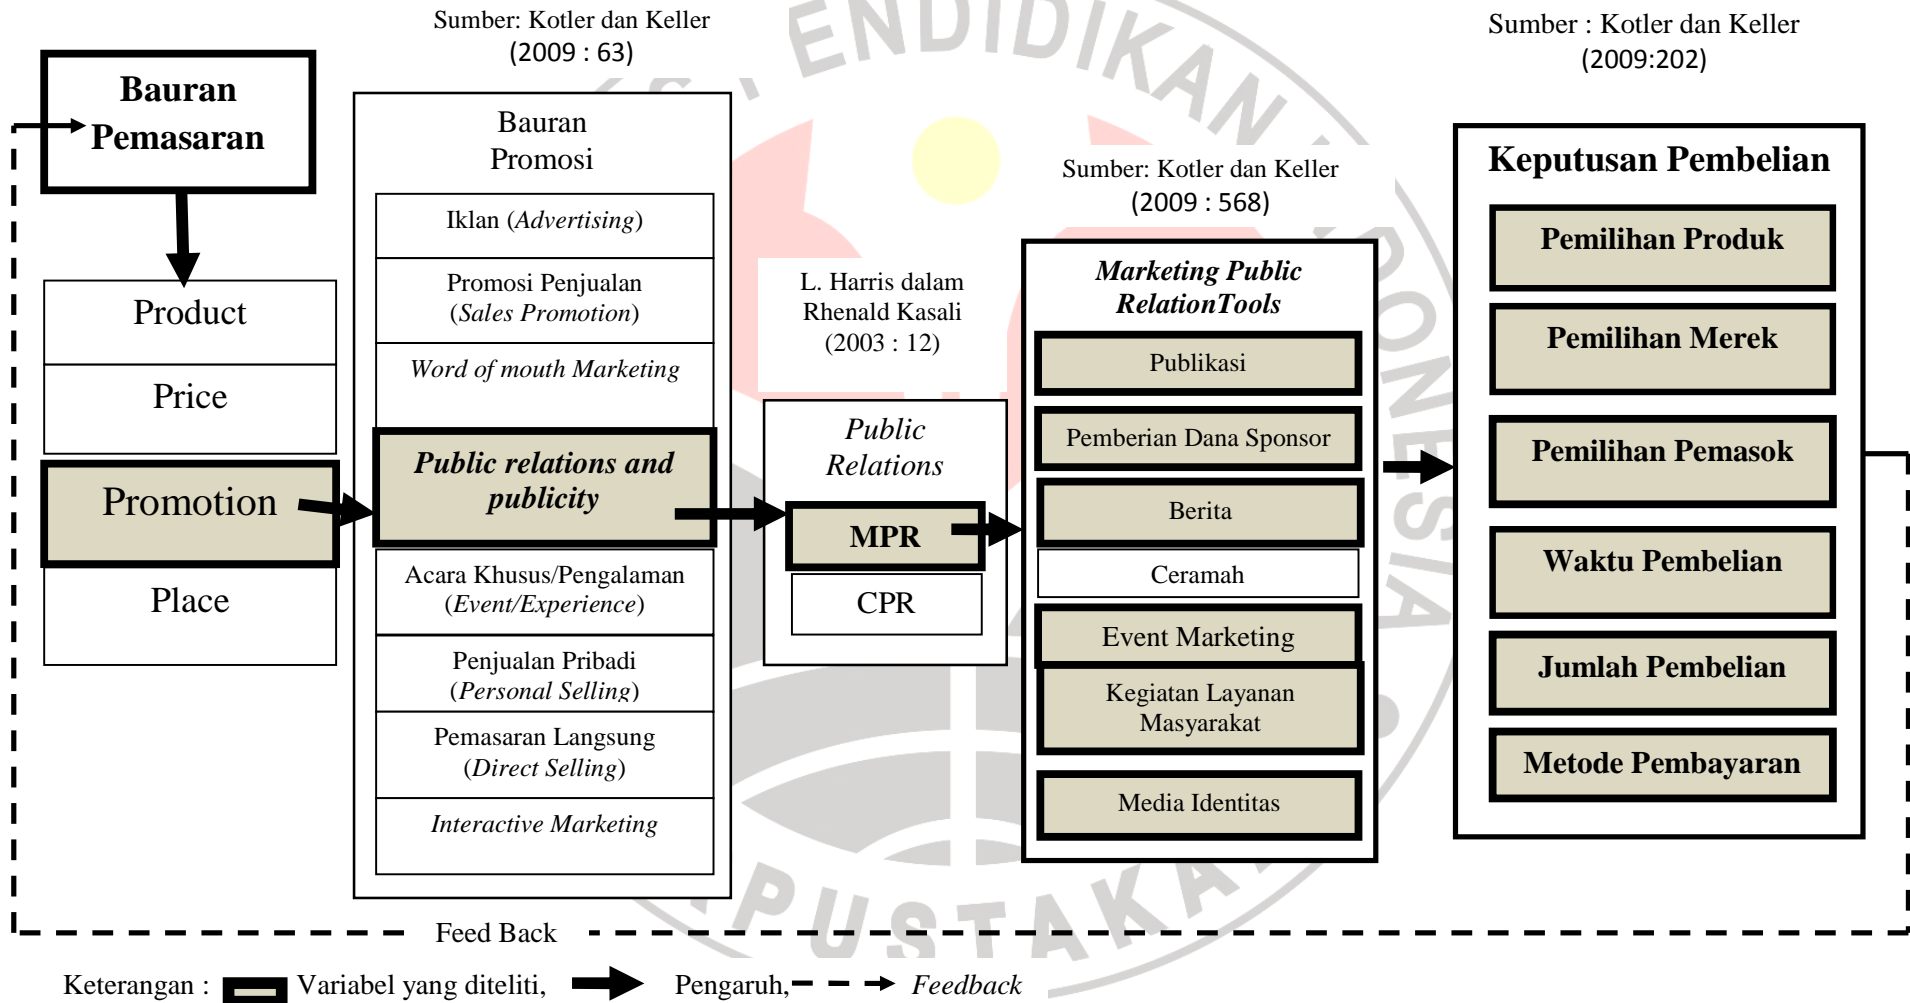 Sumber: Kotler dan Keller
(2009 : 63)
Sumber : Kotler dan Keller
(2009:202)
Bauran
Pemasaran
Product
Price
Promotion
Place
Bauran
Promosi
Iklan (Advertising)
Promosi Penjualan
(Sales Promotion)
Word of mouth Marketing
Public relations and
publicity
Acara Khusus/Pengalaman
(Event/Experience)
Penjualan Pribadi
(Personal Selling)
Pemasaran Langsung
(Direct Selling)
Interactive Marketing
L. Harris dalam
Rhenald Kasali
(2003 : 12)
Public
Relations
MPR
CPR
Sumber: Kotler dan Keller
(2009 : 568)
Marketing Public
RelationTools
Publikasi
Pemberian Dana Sponsor
Berita
Ceramah
Event Marketing
Kegiatan Layanan
Masyarakat
Media Identitas
Keputusan Pembelian
Pemilihan Produk
Pemilihan Merek
Pemilihan Pemasok
Waktu Pembelian
Jumlah Pembelian
Metode Pembayaran
Feed Back
Keterangan : Variabel yang diteliti, Pengaruh, Feedback